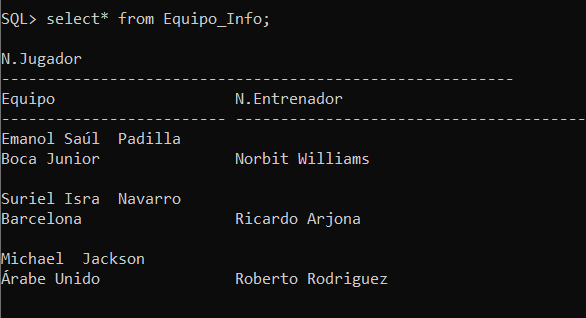 SQL> select* from Equipo_Info;
N.Jugador
---------------------------------------------------------
Equipo                    N.Entrenador
------------------------- ---------------------------------------
Emanol Saúl  Padilla
Boca Junior               Norbit Williams
Suriel Isra  Navarro
Barcelona                 Ricardo Arjona
Michael  Jackson
Árabe Unido               Roberto Rodriguez